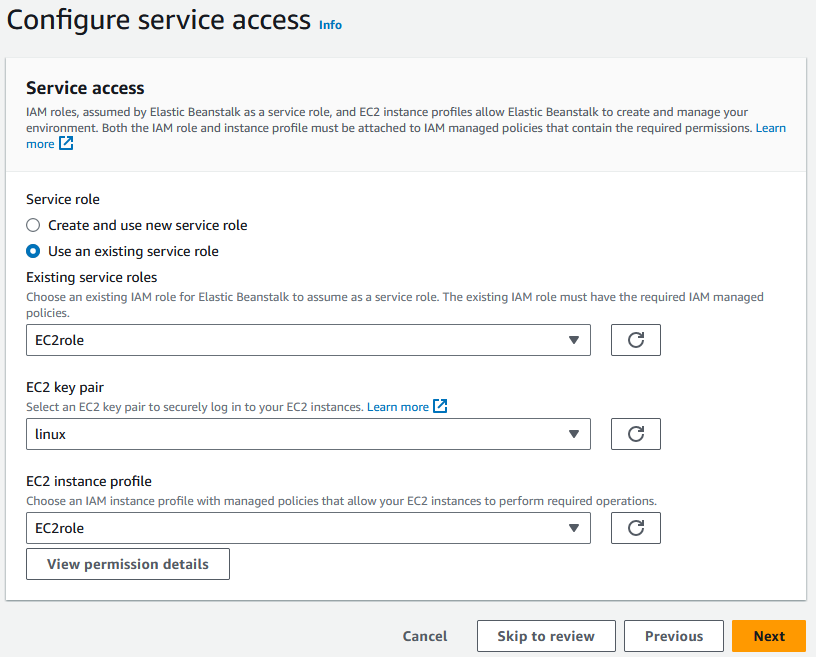 Configure service access Info
Service access
IAM roles, assumed by Elastic Beanstalk as a service role, and EC2 instance profiles allow Elastic Beanstalk to create and manage your
environment. Both the IAM role and instance profile must be attached to IAM managed policies that contain the required permissions. Learn
more
Service role
Create and use new service role
Use an existing service role
Existing service roles
Choose an existing IAM role for Elastic Beanstalk to assume as a service role. The existing IAM role must have the required IAM managed
policies.
EC2role
EC2 key pair
Select an EC2 key pair to securely log in to your EC2 instances. Learn more
linux
EC2 instance profile
Choose an IAM instance profile with managed policies that allow your EC2 instances to perform required operations.
EC2role
View permission details
Cancel Skip to review Previous Next